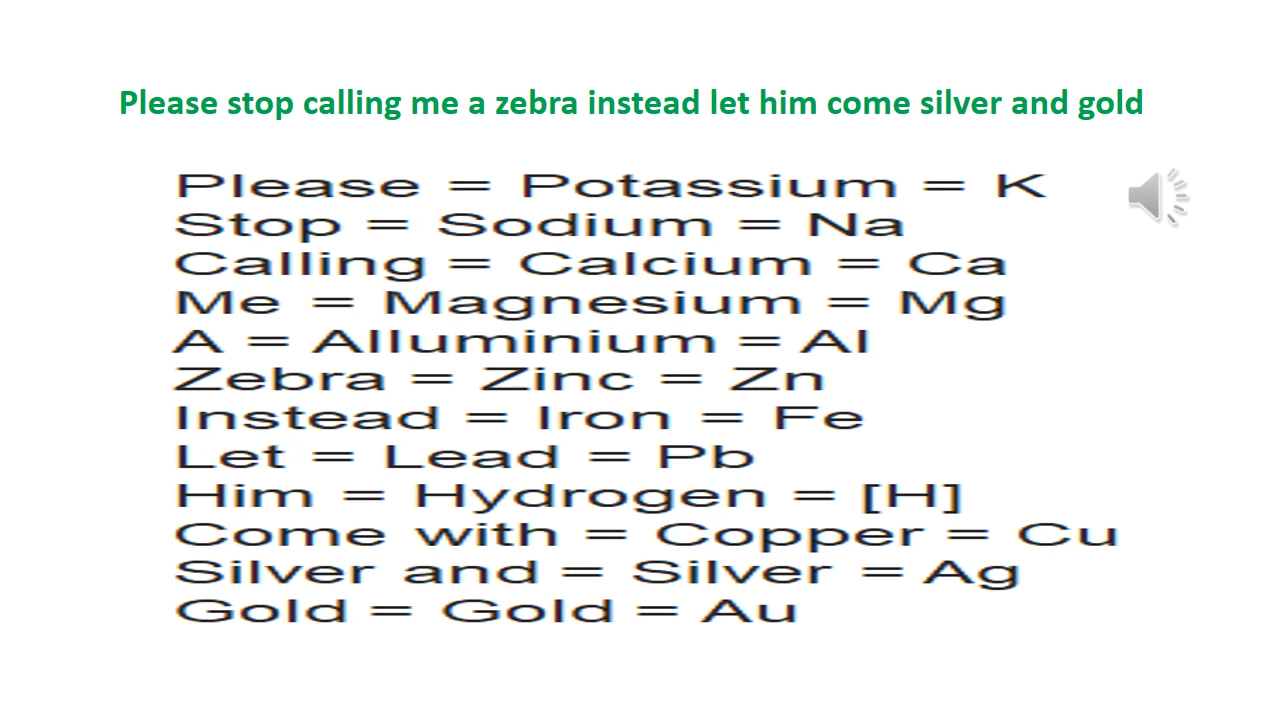 Please stop calling me a zebra instead let him come silver and gold
Please = Potassium = K
Stop = Sodium = Na
Calling = Calcium = Ca
Me = Magnesium = Mg
A = Alluminium = Al
Zebra = Zinc = Zn
Instead = Iron = Fe
Let = Lead = Pb
Him = Hydrogen = [H]
Come with = Copper = Cu
Silver and = Silver = Ag
Gold = Gold = Au